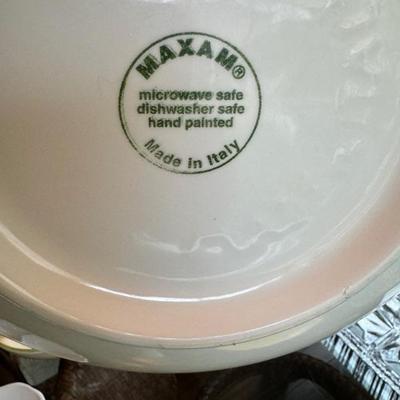 MAXAM®
microwave safe
dishwasher safe
hand painted
Made in Italy